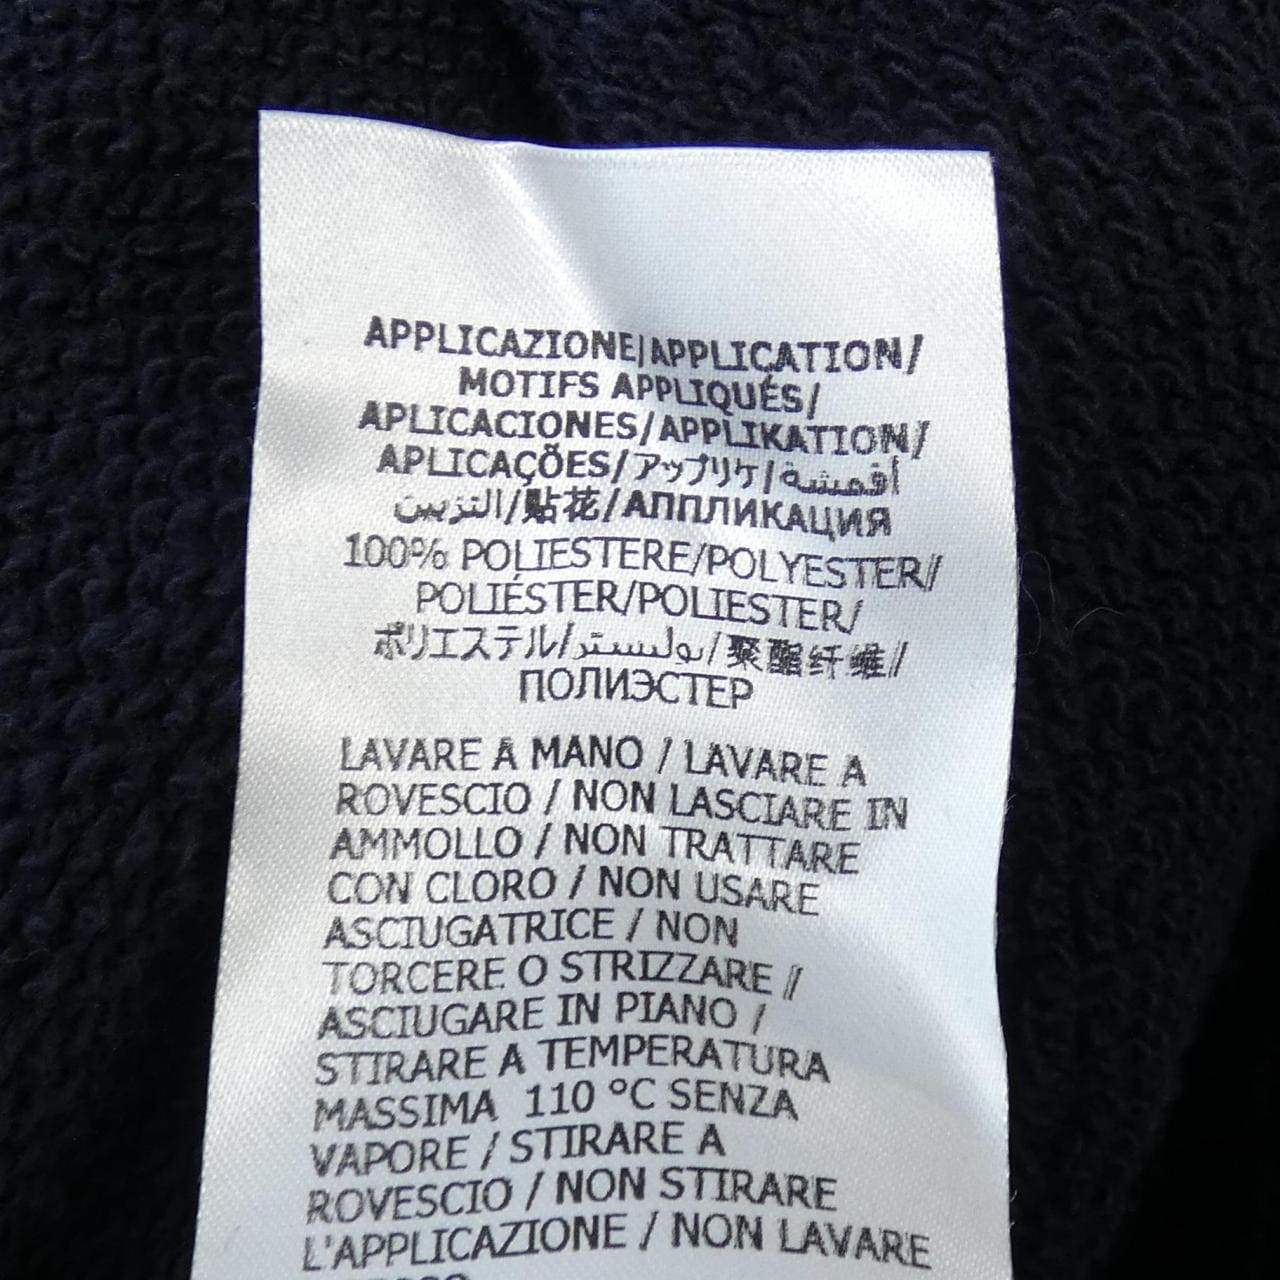 APPLICAZIONE/APPLICATION/
MOTIFS APPLIQUÉS/
APLICACIONES/APPLIKATION/
APLICAÇÕES/アップリケ/أقمشة
التزيين/贴花/АППЛИКАЦИЯ
100% POLIESTERE/POLYESTER/
POLIÉSTER/POLIESTER/
ポリエステル/بوليستر/聚酯纤维/
ПОЛИЭСТЕР
LAVARE A MANO / LAVARE A
ROVESCIO / NON LASCIARE IN
AMMOLLO / NON TRATTARE
CON CLORO / NON USARE
ASCIUGATRICE / NON
TORCERE O STRIZZARE /
ASCIUGARE IN PIANO /
STIRARE A TEMPERATURA
MASSIMA 110 °C SENZA
VAPORE / STIRARE A
ROVESCIO / NON STIRARE
L'APPLICAZIONE / NON LAVARE